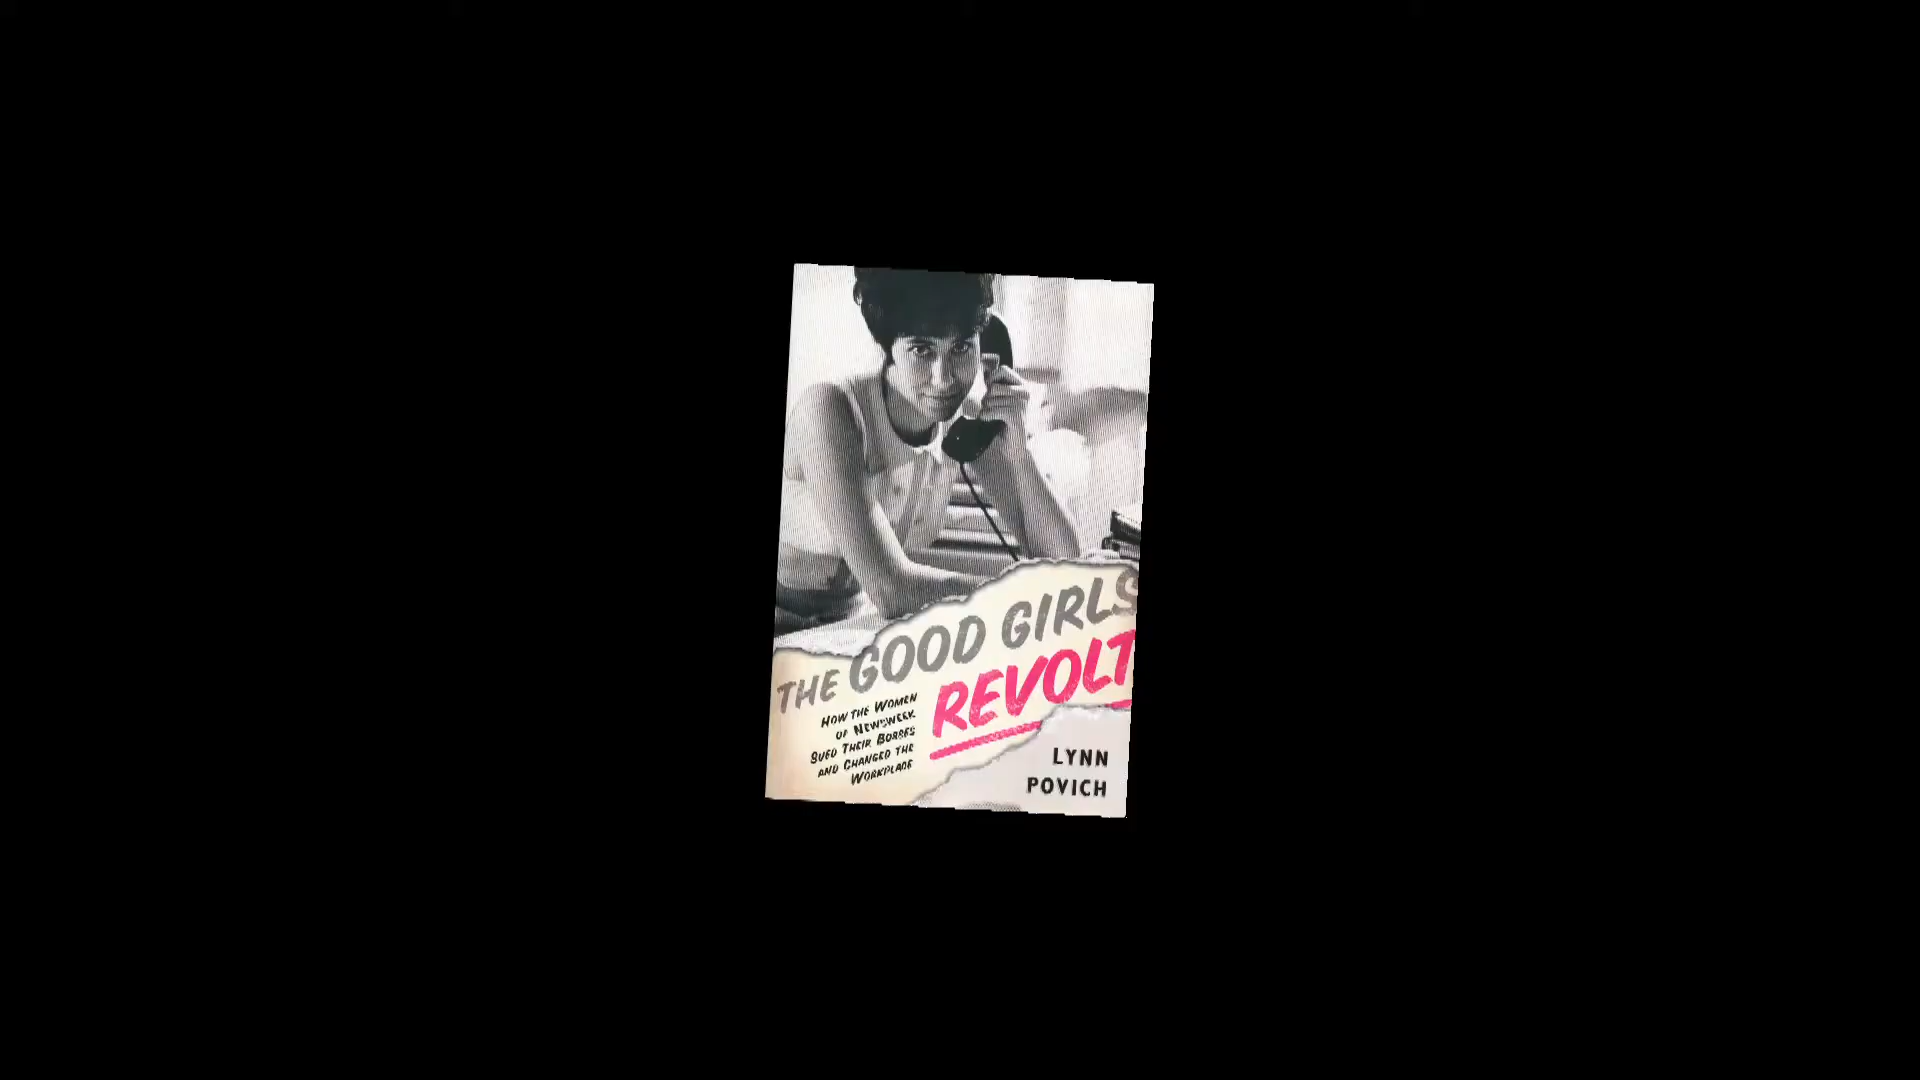 THE GOOD GIRLS
REVOLT
HOW THE WOMEN
OF NEWSWEEK
SUED THEIR BOSSES
AND CHANGED THE
WORKPLACE
LYNN
POVICH